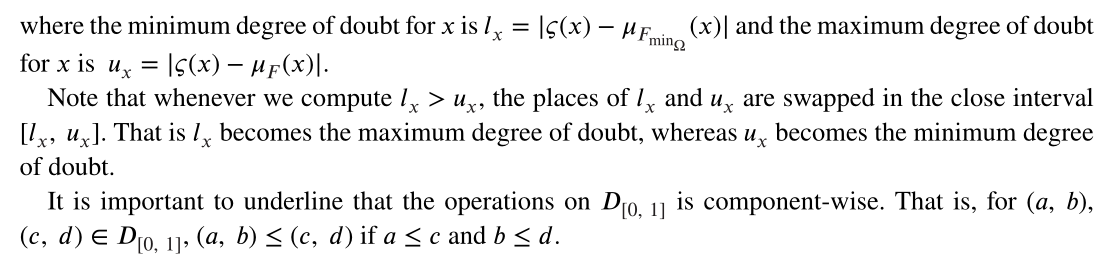 where the minimum degree of doubt for x is l_x = |ς(x) − μ_{F_{min_Ω}}(x)| and the maximum degree of doubt
for x is u_x = |ς(x) − μ_F(x)|.
Note that whenever we compute l_x > u_x, the places of l_x and u_x are swapped in the close interval
[l_x, u_x]. That is l_x becomes the maximum degree of doubt, whereas u_x becomes the minimum degree
of doubt.
It is important to underline that the operations on D_{[0, 1]} is component-wise. That is, for (a, b),
(c, d) ∈ D_{[0, 1]}, (a, b) ≤ (c, d) if a ≤ c and b ≤ d.